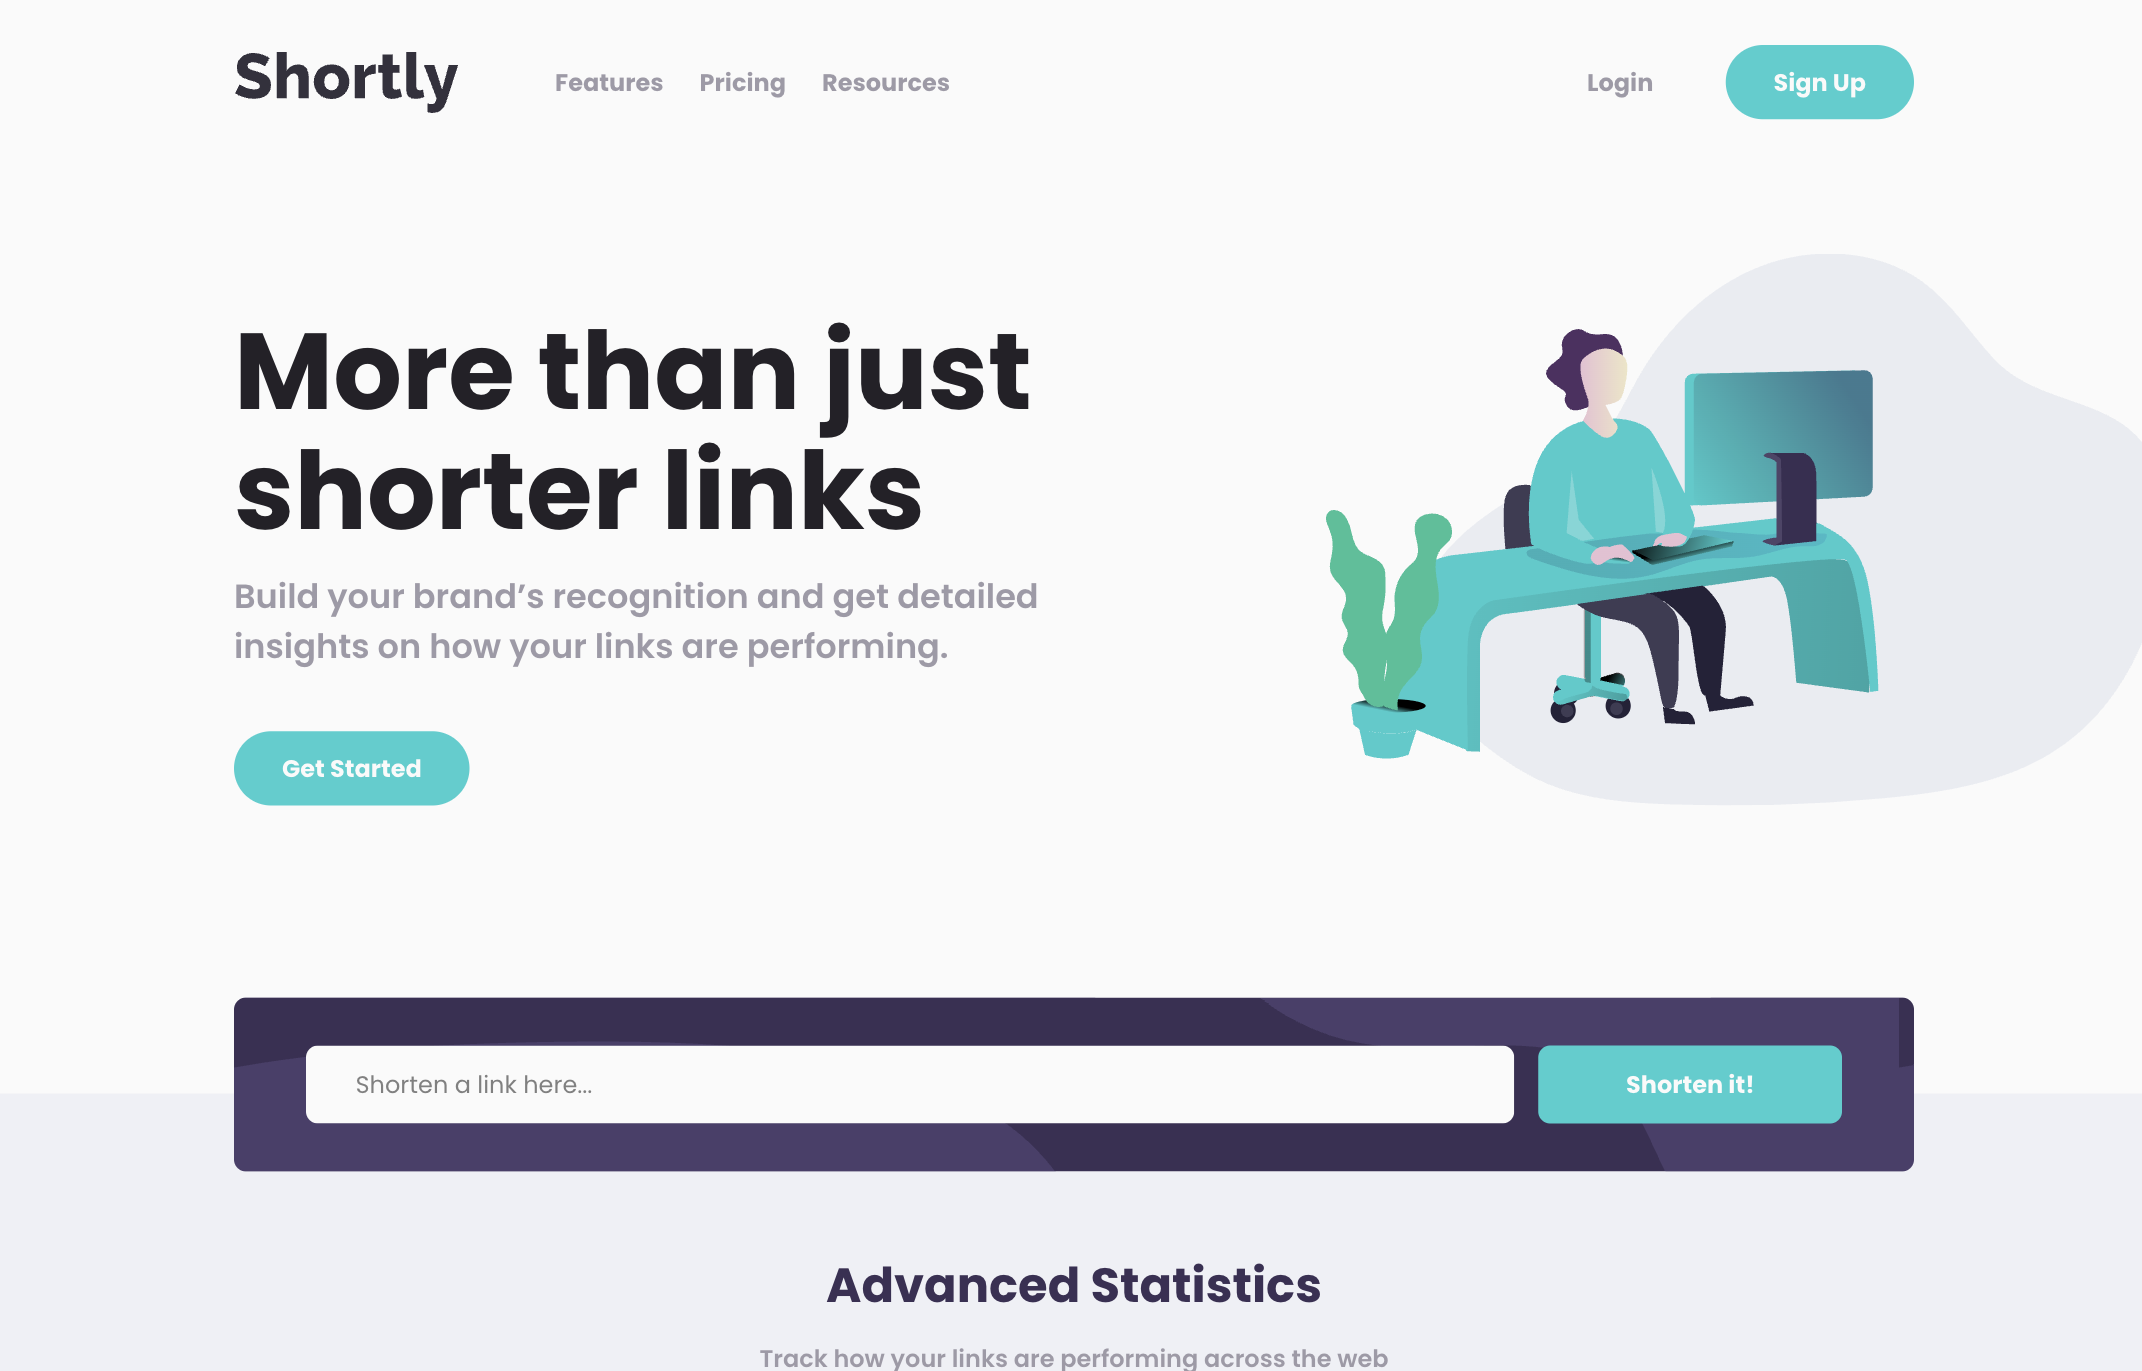 Shortly
Features
Pricing
Resources
Login
Sign Up
More than just
shorter links
Build your brand’s recognition and get detailed
insights on how your links are performing.
Get Started
Shorten a link here...
Shorten it!
Advanced Statistics
Track how your links are performing across the web